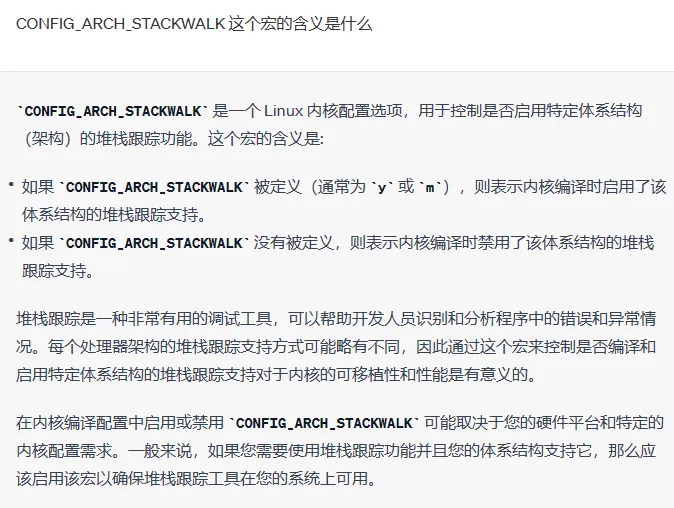 CONFIG_ARCH_STACKWALK 这个宏的含义是什么
`CONFIG_ARCH_STACKWALK` 是一个 Linux 内核配置选项，用于控制是否启用特定体系结构
（架构）的堆栈跟踪功能。这个宏的含义是:
• 如果 `CONFIG_ARCH_STACKWALK` 被定义（通常为 `y` 或 `m`），则表示内核编译时启用了该
体系结构的堆栈跟踪支持。
• 如果 `CONFIG_ARCH_STACKWALK` 没有被定义，则表示内核编译时禁用了该体系结构的堆栈
跟踪支持。
堆栈跟踪是一种非常有用的调试工具，可以帮助开发人员识别和分析程序中的错误和异常情
况。每个处理器架构的堆栈跟踪支持方式可能略有不同，因此通过这个宏来控制是否编译和
启用特定体系结构的堆栈跟踪支持对于内核的可移植性和性能是有意义的。
在内核编译配置中启用或禁用 `CONFIG_ARCH_STACKWALK` 可能取决于您的硬件平台和特定的
内核配置需求。一般来说，如果您需要使用堆栈跟踪功能并且您的体系结构支持它，那么应
该启用该宏以确保堆栈跟踪工具在您的系统上可用。